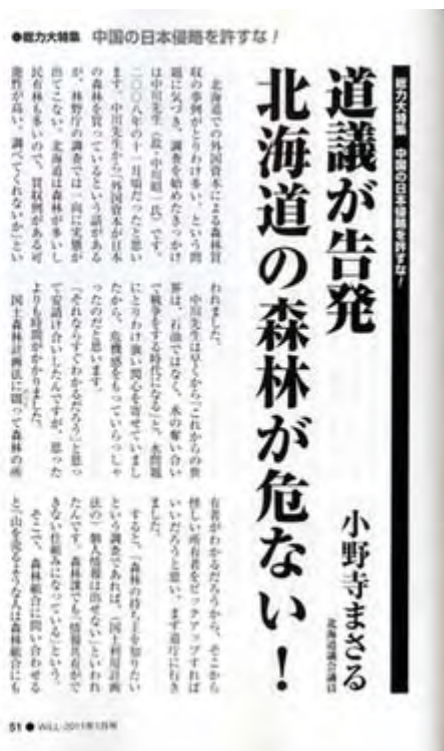 ●総力大特集 中国の日本侵略を許すな!
総力大特集 中国の日本侵略を許すな!
道議が告発
北海道の森林が危ない!
小野寺まさる
北海道議会議員
北海道での外国資本による森林買
収の事例がとりわけ多い、という問
題に気づき、調査を始めたきっかけ
は中川先生(故・中川昭一氏)です。
二〇〇八年の十一月頃だったと思い
ます。中川先生から「外国資本が日本
の森林を買っているという話がある
が、林野庁の調査では一向に実態が
出てこない。北海道は森林が多いし
民有林も多いので、買収例がある可
能性が高い。調べてくれないか」とい
われました。
中川先生は早くから「これからの世
界は、石油ではなく、水の奪い合い
で戦争をする時代になる」と、水問題
にとりわけ強い関心を寄せていまし
たから、危機感をもっていらっしゃ
ったのだと思います。
「それならすぐわかるだろう」と思っ
て安請け合いしたんですが、思った
よりも時間がかかりました。
国土森林計画法に則って森林の所
有者がわかるだろうから、そこから
怪しい所有者をピックアップすれば
いいだろうと思い、まず道庁に行き
ました。
すると、「森林の持ち主を知りたい
という調査であれば、(国土利用計画
法の)個人情報は出せない」といわれ
たんです。森林課でも「情報共有がで
きない仕組みになっている」という。
そこで、森林組合に問い合わせる
と「山を売るような人は森林組合にも
51 ● WiLL-2011年1月号